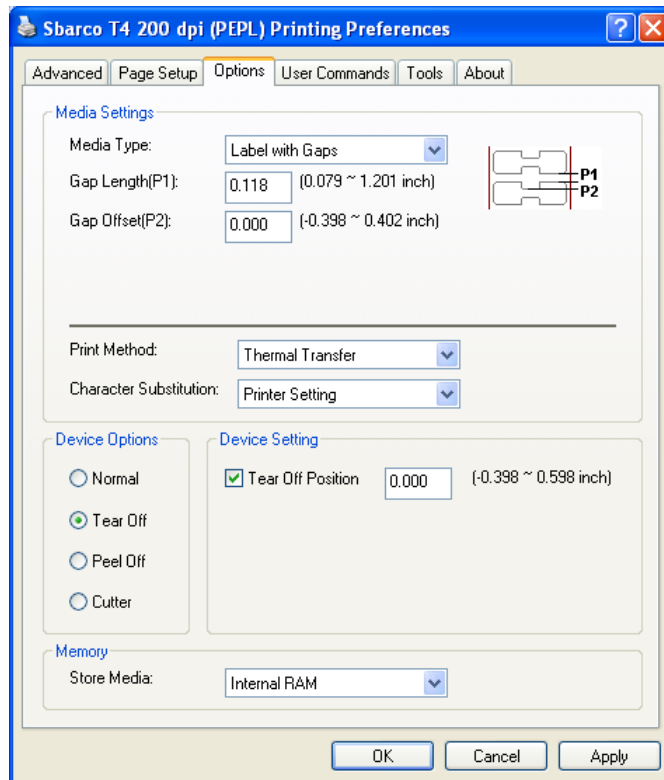 Sbarco T4 200 dpi (PEPL) Printing Preferences
Advanced Page Setup Options User Commands Tools About
Media Settings
Media Type: Label with Gaps
Gap Length(P1): 0.118 (0.079 ~ 1.201 inch)
Gap Offset(P2): 0.000 (-0.398 ~ 0.402 inch)
P1
P2
Print Method: Thermal Transfer
Character Substitution: Printer Setting
Device Options
Normal
Tear Off
Peel Off
Cutter
Device Setting
Tear Off Position 0.000 (-0.398 ~ 0.598 inch)
Memory
Store Media: Internal RAM
OK Cancel Apply